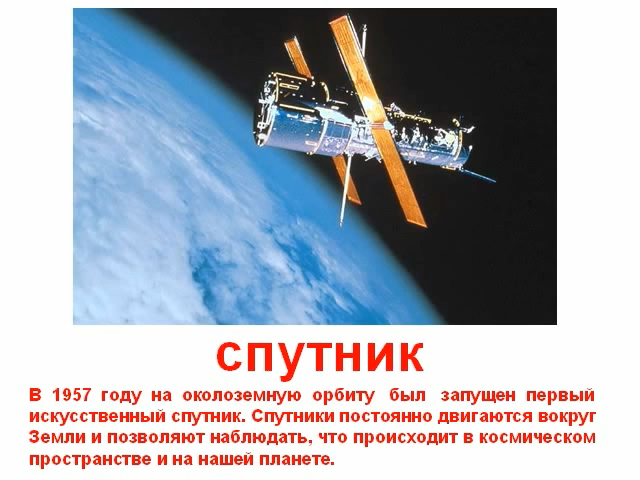 спутник
В 1957 году на околоземную орбиту был запущен первый
искусственный спутник. Спутники постоянно двигаются вокруг
Земли и позволяют наблюдать, что происходит в космическом
пространстве и на нашей планете.